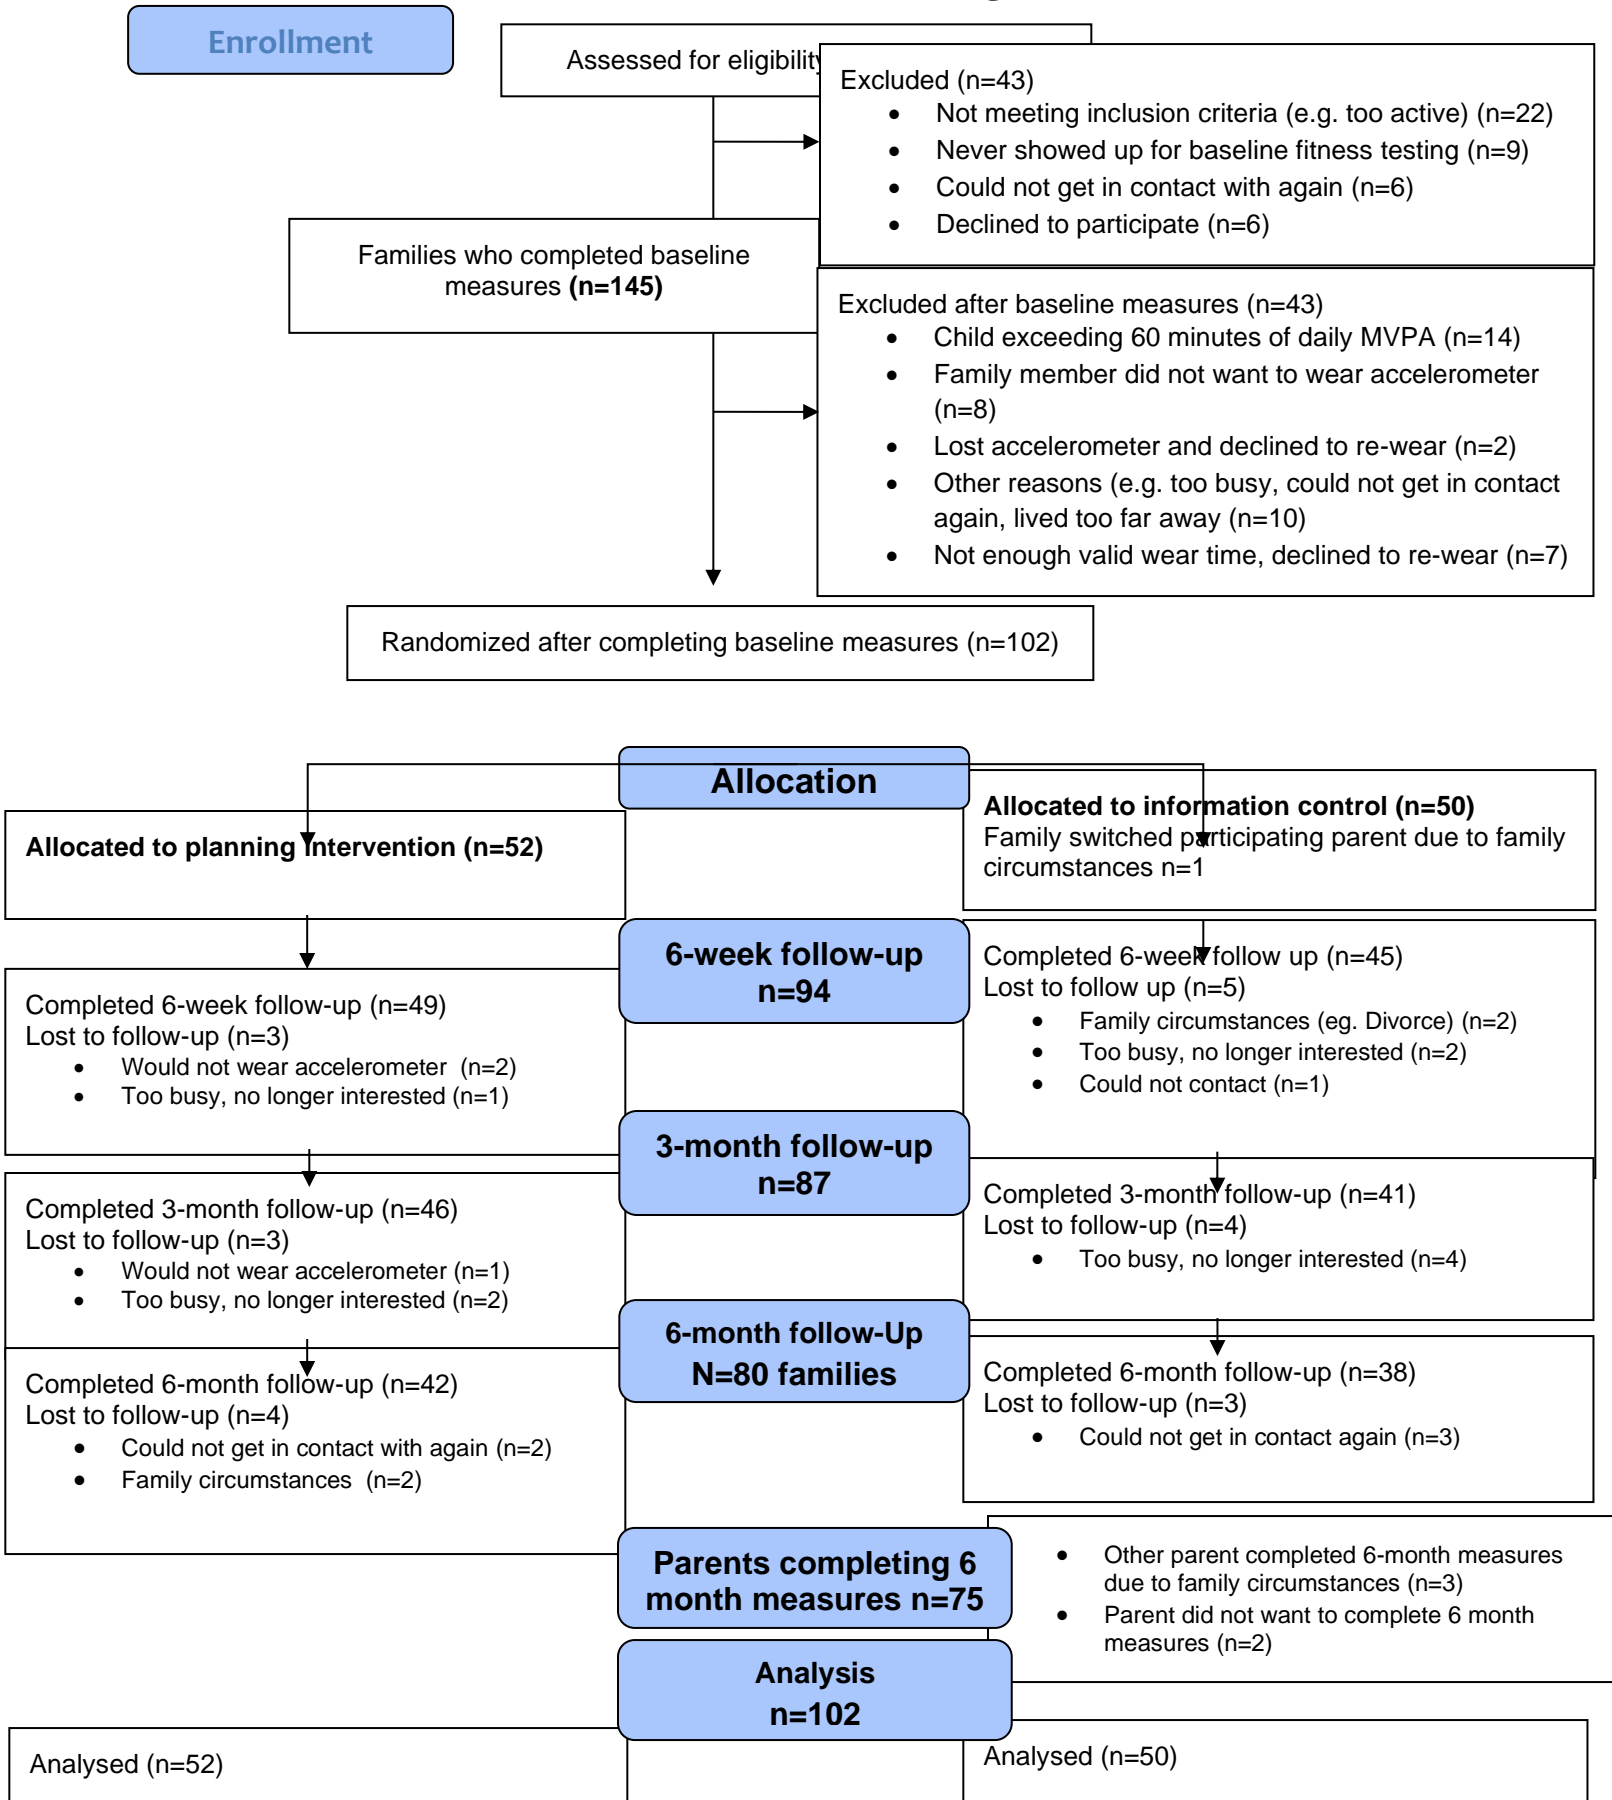 Enrollment
Assessed for eligibility
Excluded (n=43)
• Not meeting inclusion criteria (e.g. too active) (n=22)
• Never showed up for baseline fitness testing (n=9)
• Could not get in contact with again (n=6)
• Declined to participate (n=6)
Families who completed baseline
measures (n=145)
Excluded after baseline measures (n=43)
• Child exceeding 60 minutes of daily MVPA (n=14)
• Family member did not want to wear accelerometer
(n=8)
• Lost accelerometer and declined to re-wear (n=2)
• Other reasons (e.g. too busy, could not get in contact
again, lived too far away (n=10)
• Not enough valid wear time, declined to re-wear (n=7)
Randomized after completing baseline measures (n=102)
Allocation
Allocated to planning intervention (n=52)
Allocated to information control (n=50)
Family switched participating parent due to family
circumstances n=1
6-week follow-up
n=94
Completed 6-week follow-up (n=49)
Lost to follow-up (n=3)
• Would not wear accelerometer (n=2)
• Too busy, no longer interested (n=1)
Completed 6-week follow up (n=45)
Lost to follow up (n=5)
• Family circumstances (eg. Divorce) (n=2)
• Too busy, no longer interested (n=2)
• Could not contact (n=1)
3-month follow-up
n=87
Completed 3-month follow-up (n=46)
Lost to follow-up (n=3)
• Would not wear accelerometer (n=1)
• Too busy, no longer interested (n=2)
Completed 3-month follow-up (n=41)
Lost to follow-up (n=4)
• Too busy, no longer interested (n=4)
6-month follow-Up
N=80 families
Completed 6-month follow-up (n=42)
Lost to follow-up (n=4)
• Could not get in contact with again (n=2)
• Family circumstances (n=2)
Completed 6-month follow-up (n=38)
Lost to follow-up (n=3)
• Could not get in contact again (n=3)
Parents completing 6
month measures n=75
• Other parent completed 6-month measures
due to family circumstances (n=3)
• Parent did not want to complete 6 month
measures (n=2)
Analysis
n=102
Analysed (n=52)
Analysed (n=50)